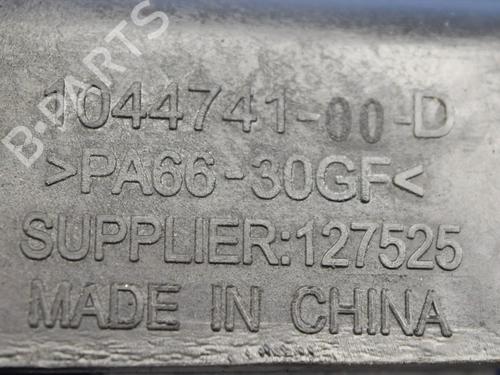 B-PARTS
1044741-00-D
>PA66-30GF<
SUPPLIER:127525
MADE IN CHINA